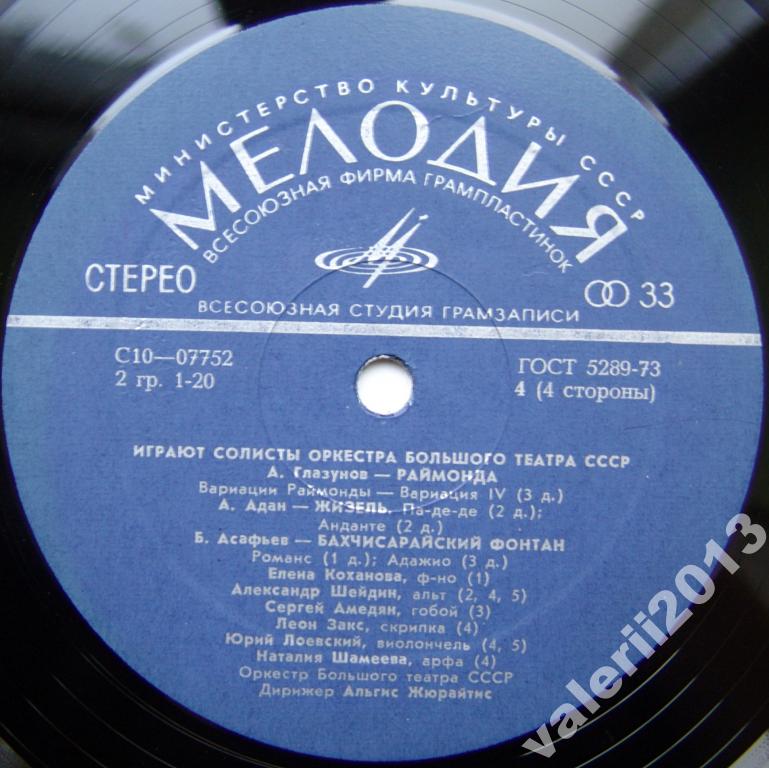 МИНИСТЕРСТВО КУЛЬТУРЫ СССР
МЕЛОДИЯ
ВСЕСОЮЗНАЯ ФИРМА ГРАМПЛАСТИНОК
СТЕРЕО
33
ВСЕСОЮЗНАЯ СТУДИЯ ГРАМЗАПИСИ
С10—07752
ГОСТ 5289-73
2 гр. 1-20
4 (4 стороны)
ИГРАЮТ СОЛИСТЫ ОРКЕСТРА БОЛЬШОГО ТЕАТРА СССР
А. Глазунов — РАЙМОНДА
Вариации Раймонды — Вариация IV (3 д.)
А. Адан — ЖИЗЕЛЬ. Па-де-де (2 д.);
Анданте (2 д.)
Б. Асафьев — БАХЧИСАРАЙСКИЙ ФОНТАН
Романс (1 д.); Адажио (3 д.)
Елена Коханова, ф-но (1)
Александр Шейдин, альт (2, 4, 5)
Сергей Амедян, гобой (3)
Леон Закс, скрипка (4)
Юрий Лоевский, виолончель (4, 5)
Наталия Шамеева, арфа (4)
Оркестр Большого театра СССР
Дирижер Альгис Жюрайтис
valerii2013